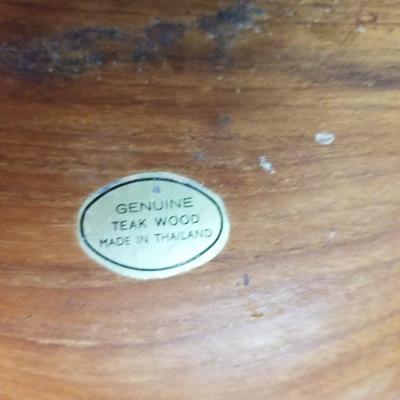 GENUINE
TEAK WOOD
MADE IN THAILAND